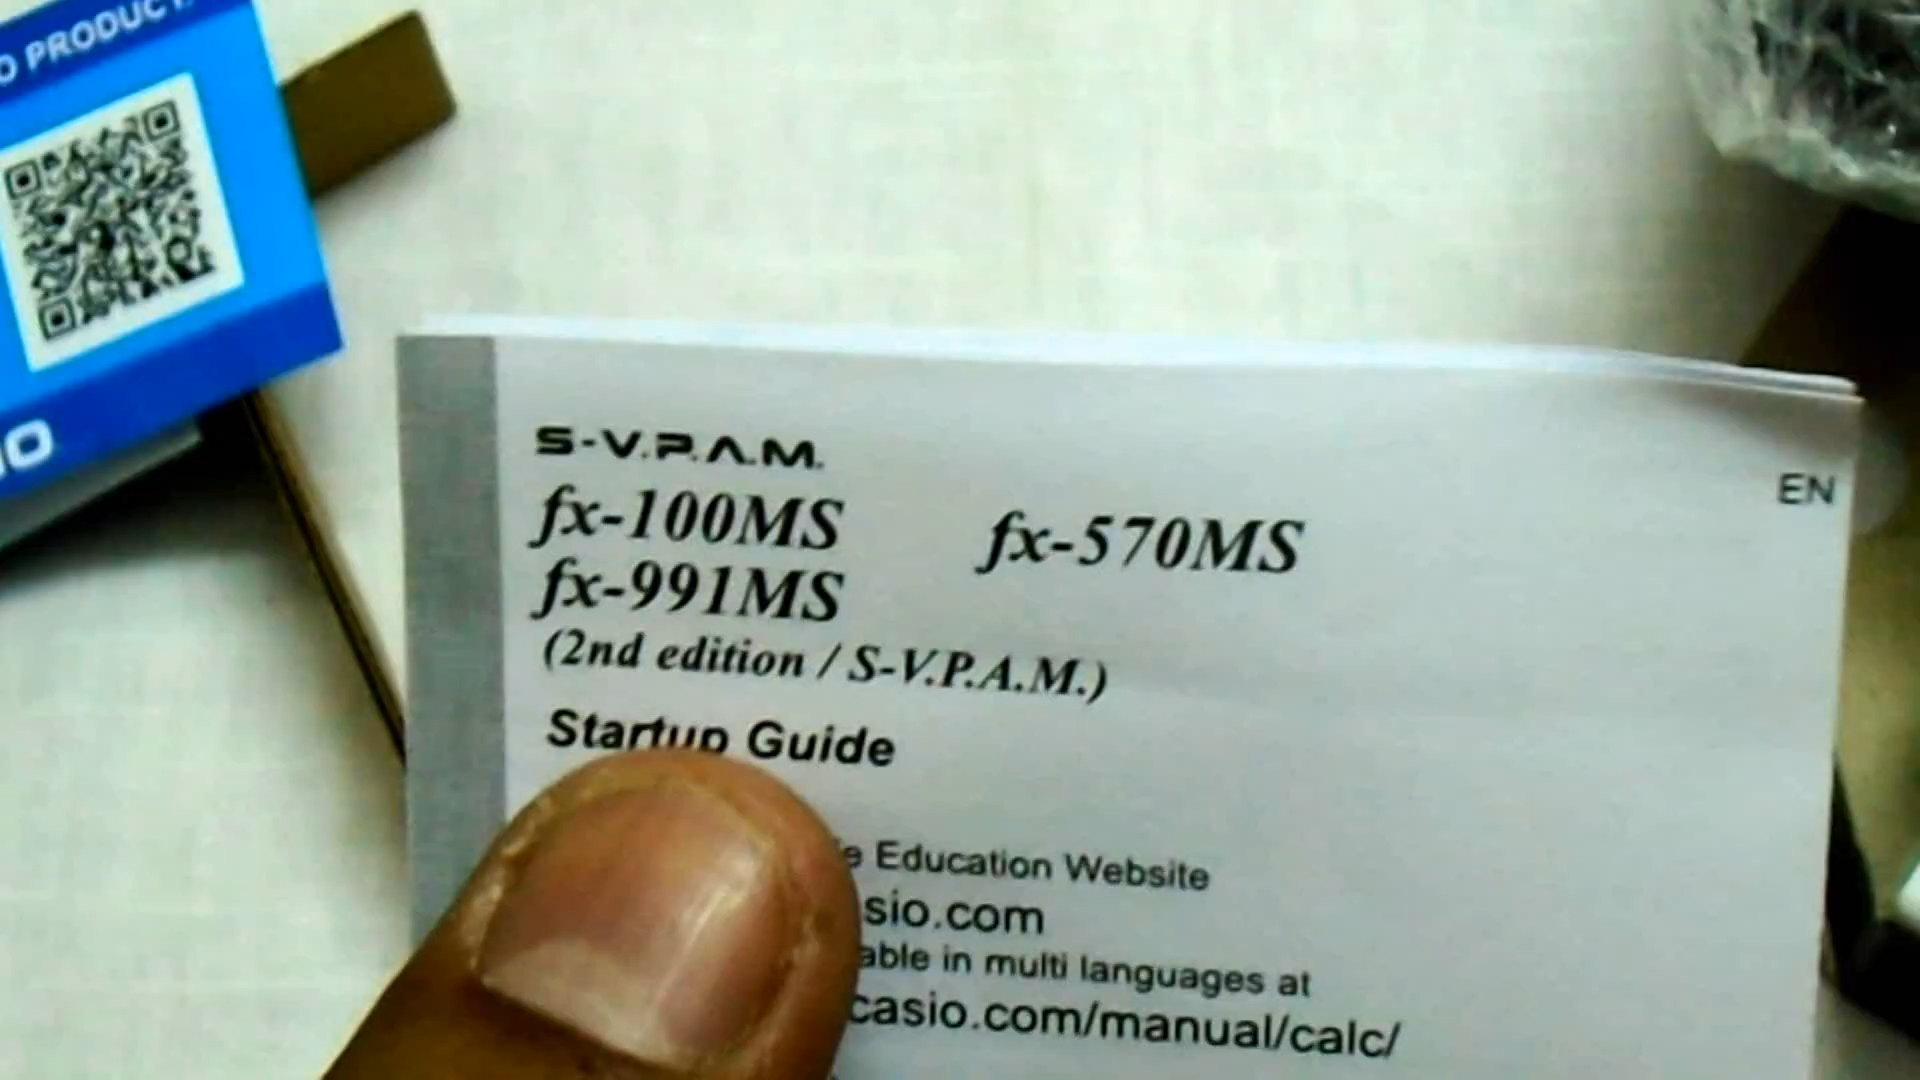 PRODUCT
S-V.P.A.M.
EN
fx-100MS fx-570MS
fx-991MS
(2nd edition / S-V.P.A.M.)
Startup Guide
Education Website
sio.com
able in multi languages at
casio.com/manual/calc/